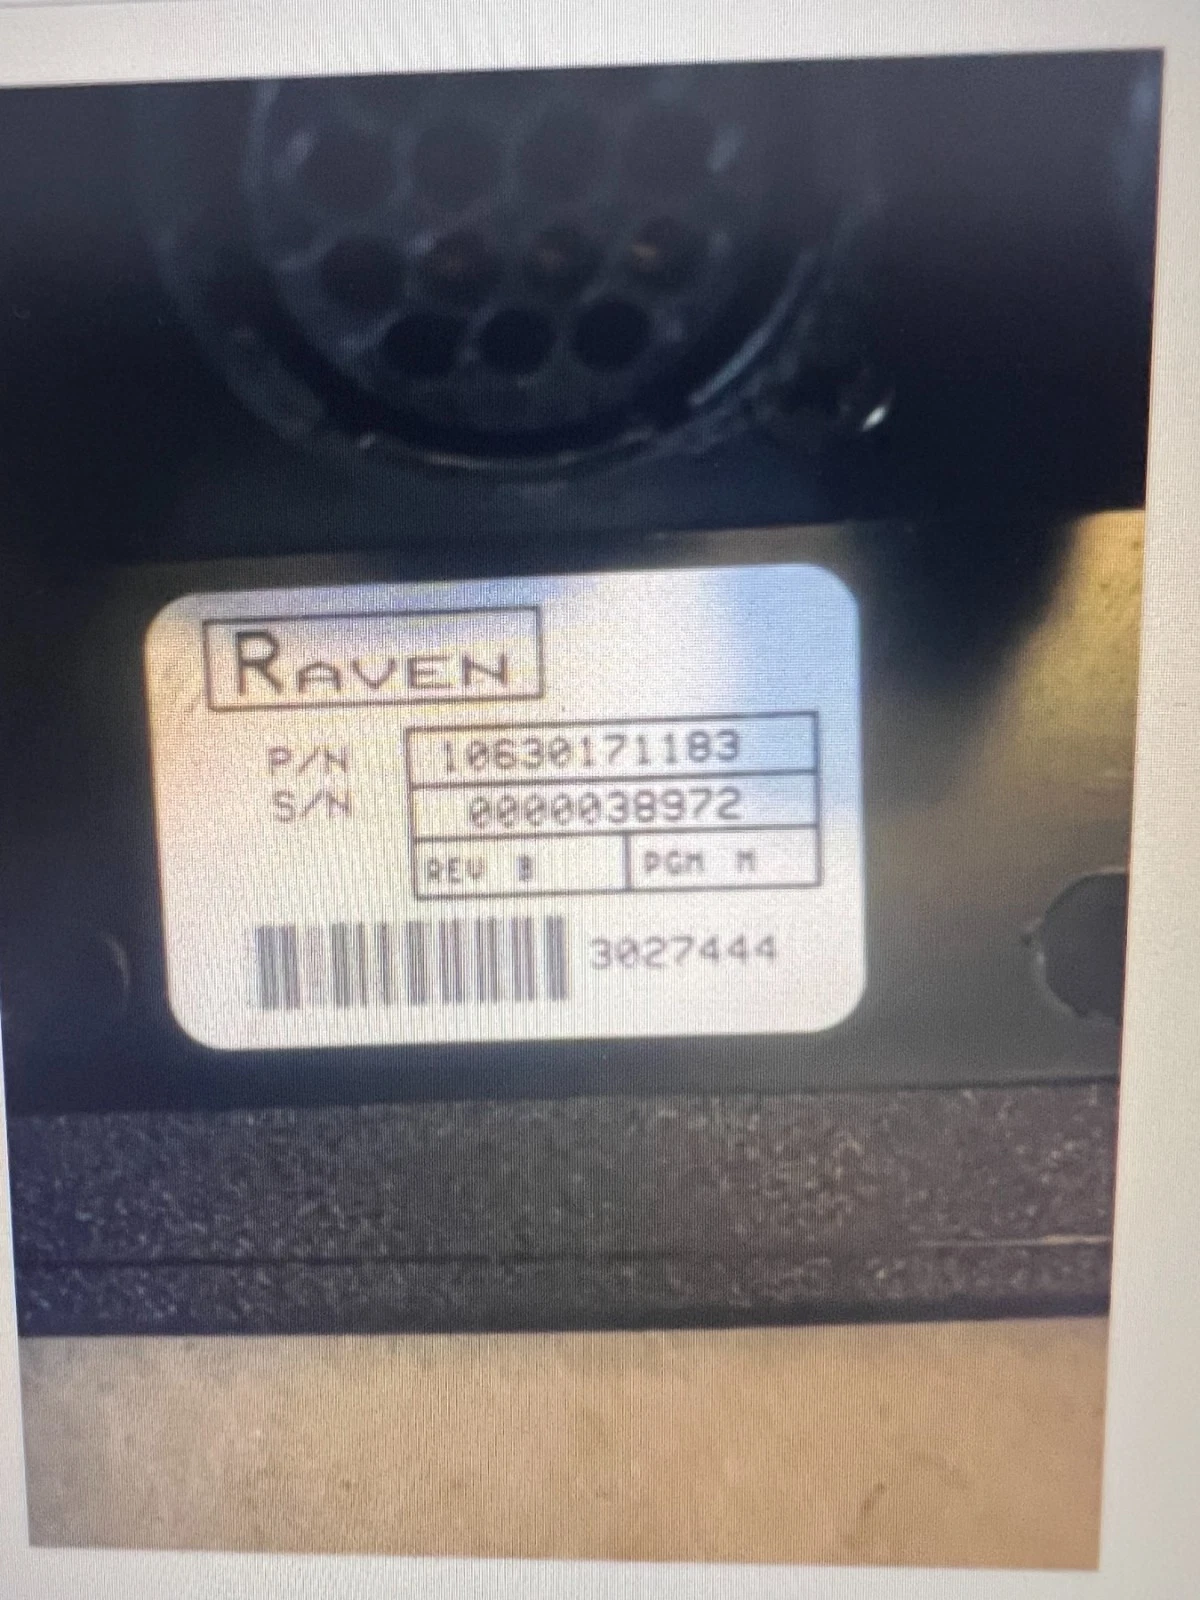 RAVEN
P/N 10630171183
S/N 0000038972
REV B PGM M
3027444